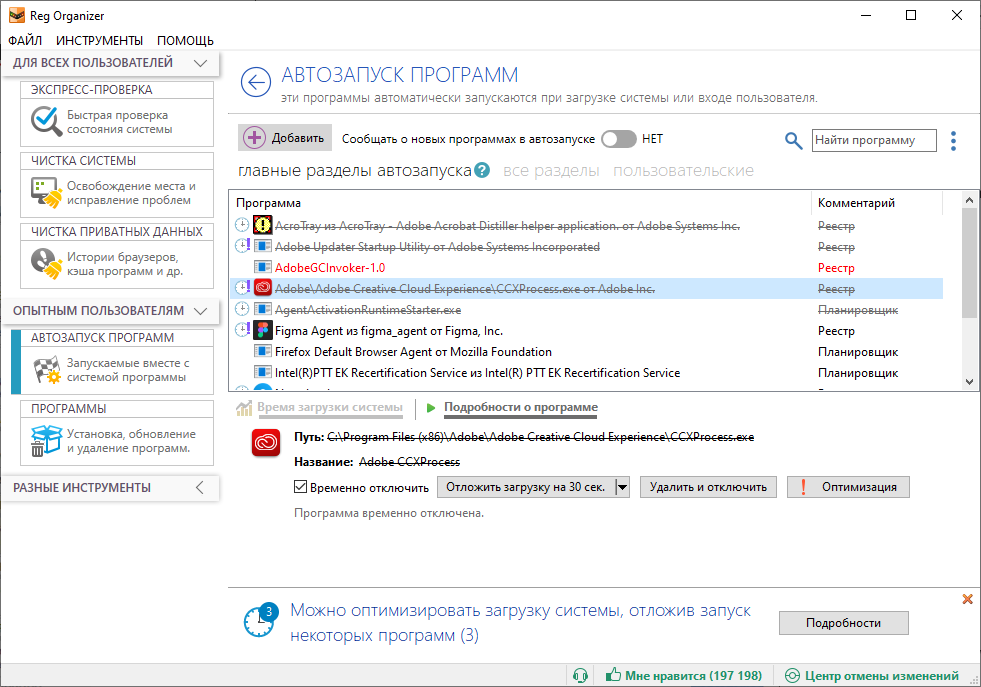 Reg Organizer
ФАЙЛ ИНСТРУМЕНТЫ ПОМОЩЬ
ДЛЯ ВСЕХ ПОЛЬЗОВАТЕЛЕЙ
ЭКСПРЕСС-ПРОВЕРКА
Быстрая проверка
состояния системы
ЧИСТКА СИСТЕМЫ
Освобождение места и
исправление проблем
ЧИСТКА ПРИВАТНЫХ ДАННЫХ
Истории браузеров,
кэша программ и др.
ОПЫТНЫМ ПОЛЬЗОВАТЕЛЯМ
АВТОЗАПУСК ПРОГРАММ
Запускаемые вместе с
системой программы
ПРОГРАММЫ
Установка, обновление
и удаление программ.
РАЗНЫЕ ИНСТРУМЕНТЫ
АВТОЗАПУСК ПРОГРАММ
эти программы автоматически запускаются при загрузке системы или входе пользователя.
Добавить Сообщать о новых программах в автозапуске НЕТ Найти программу
главные разделы автозапуска ? все разделы пользовательские
Программа Комментарий
AcroTray из AcroTray - Adobe Acrobat Distiller helper application. от Adobe Systems Inc. Реестр
Adobe Updater Startup Utility от Adobe Systems Incorporated Реестр
AdobeGCInvoker-1.0 Реестр
Adobe\Adobe Creative Cloud Experience\CCXProcess.exe от Adobe Inc. Реестр
AgentActivationRuntimeStarter.exe Планировщик
Figma Agent из figma_agent от Figma, Inc. Реестр
Firefox Default Browser Agent от Mozilla Foundation Планировщик
Intel(R)PTT EK Recertification Service из Intel(R) PTT EK Recertification Service Планировщик
Время загрузки системы Подробности о программе
Путь: C:\Program Files (x86)\Adobe\Adobe Creative Cloud Experience\CCXProcess.exe
Название: Adobe CCXProcess
Временно отключить Отложить загрузку на 30 сек. Удалить и отключить Оптимизация
Программа временно отключена.
3
Можно оптимизировать загрузку системы, отложив запуск
некоторых программ (3)
Подробности
Мне нравится (197 198) Центр отмены изменений